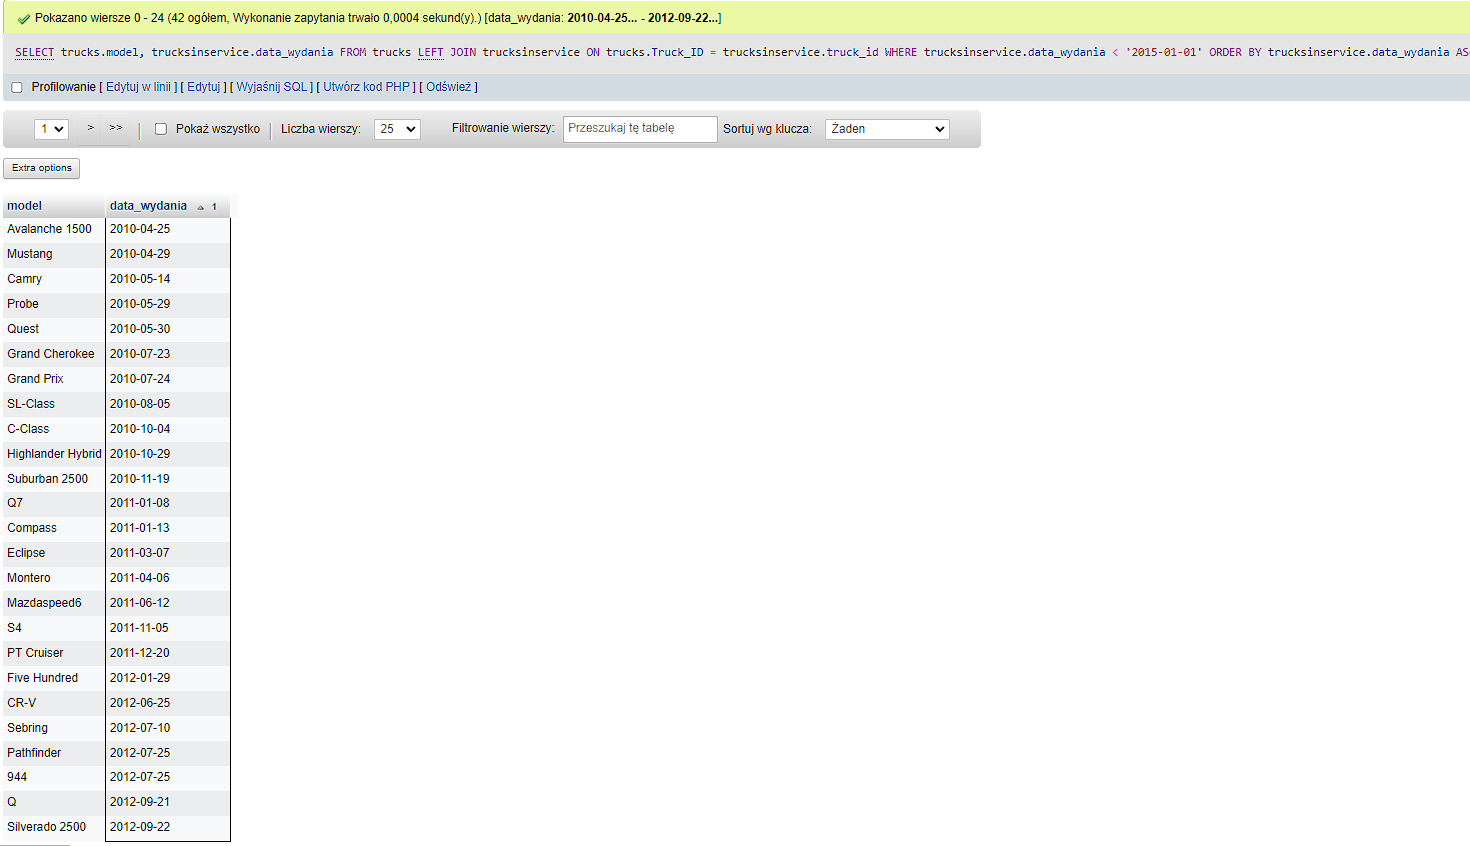 Pokazano wiersze 0 - 24 (42 ogółem, Wykonanie zapytania trwało 0,0004 sekund(y).) [data_wydania: 2010-04-25... - 2012-09-22...]
SELECT trucks.model, trucksinservice.data_wydania FROM trucks LEFT JOIN trucksinservice ON trucks.Truck_ID = trucksinservice.truck_id WHERE trucksinservice.data_wydania < '2015-01-01' ORDER BY trucksinservice.data_wydania AS
Profilowanie [ Edytuj w linii ] [ Edytuj ] [ Wyjaśnij SQL ] [ Utwórz kod PHP ] [ Odśwież ]
1 > >> Pokaż wszystko Liczba wierszy: 25 Filtrowanie wierszy: Przeszukaj tę tabelę Sortuj wg klucza: Żaden
Extra options
model data_wydania 1
Avalanche 1500 2010-04-25
Mustang 2010-04-29
Camry 2010-05-14
Probe 2010-05-29
Quest 2010-05-30
Grand Cherokee 2010-07-23
Grand Prix 2010-07-24
SL-Class 2010-08-05
C-Class 2010-10-04
Highlander Hybrid 2010-10-29
Suburban 2500 2010-11-19
Q7 2011-01-08
Compass 2011-01-13
Eclipse 2011-03-07
Montero 2011-04-06
Mazdaspeed6 2011-06-12
S4 2011-11-05
PT Cruiser 2011-12-20
Five Hundred 2012-01-29
CR-V 2012-06-25
Sebring 2012-07-10
Pathfinder 2012-07-25
944 2012-07-25
Q 2012-09-21
Silverado 2500 2012-09-22